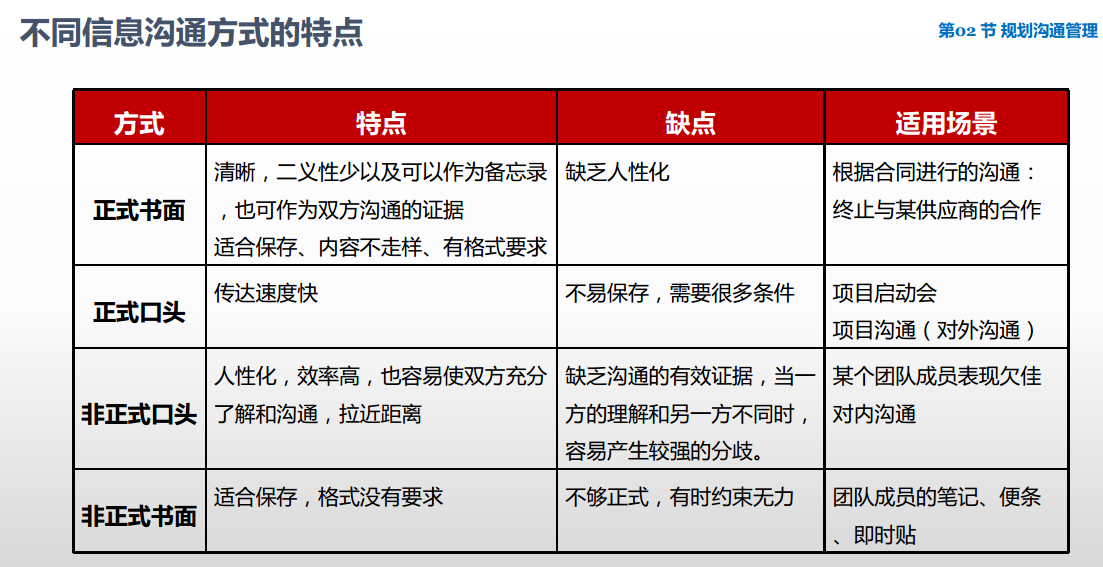 不同信息沟通方式的特点
第02 节 规划沟通管理
方式 特点 缺点 适用场景
正式书面
清晰，二义性少以及可以作为备忘录
，也可作为双方沟通的证据
适合保存、内容不走样、有格式要求
缺乏人性化
根据合同进行的沟通：
终止与某供应商的合作
正式口头
传达速度快
不易保存，需要很多条件
项目启动会
项目沟通（对外沟通）
非正式口头
人性化，效率高，也容易使双方充分
了解和沟通，拉近距离
缺乏沟通的有效证据，当一
方的理解和另一方不同时，
容易产生较强的分歧。
某个团队成员表现欠佳
对内沟通
非正式书面
适合保存，格式没有要求
不够正式，有时约束无力
团队成员的笔记、便条
、即时贴